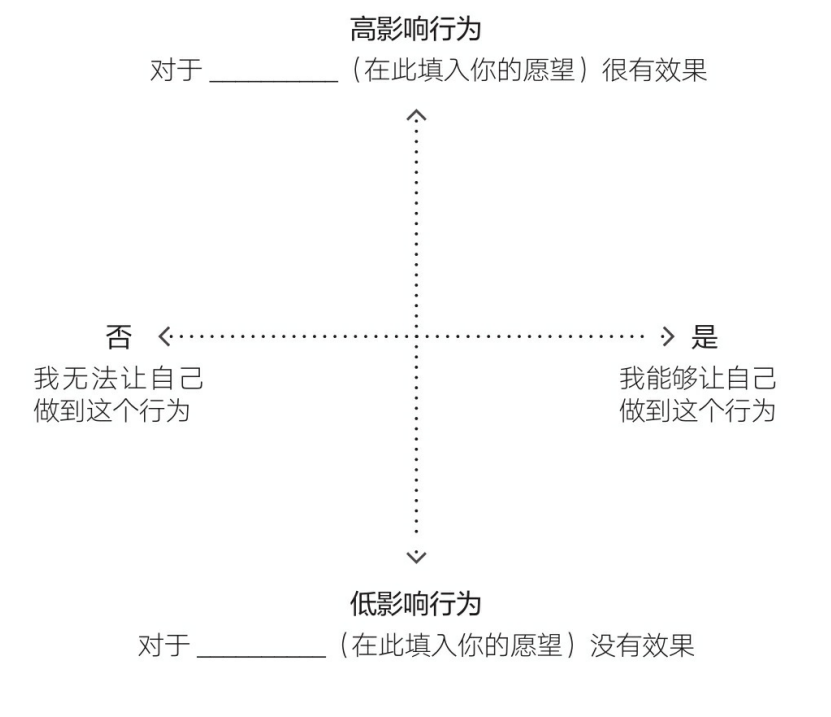 高影响行为
对于 __________（在此填入你的愿望）很有效果
否
是
我无法让自己
做到这个行为
我能够让自己
做到这个行为
低影响行为
对于 __________（在此填入你的愿望）没有效果